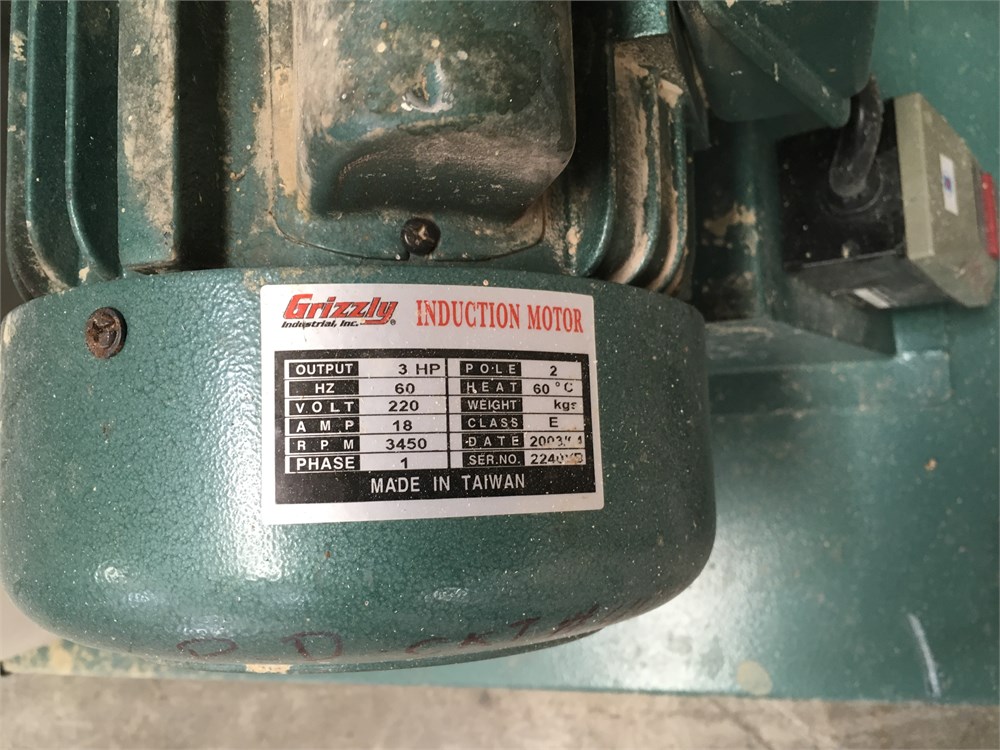 Grizzly INDUCTION MOTOR
Industrial, Inc. ®
OUTPUT 3 HP POLE 2
HZ 60 HEAT 60 °C
VOLT 220 WEIGHT kgs
AMP 18 CLASS E
RPM 3450 DATE
PHASE 1 SER.NO.
MADE IN TAIWAN